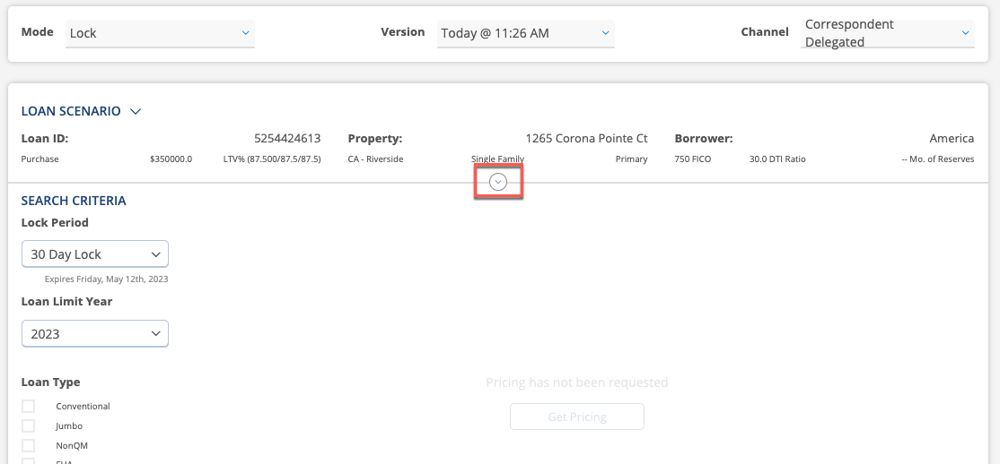 Mode Lock Version Today @ 11:26 AM Channel Correspondent
Delegated
LOAN SCENARIO
Loan ID: 5254424613 Property: 1265 Corona Pointe Ct Borrower: America
Purchase $350000.0 LTV% (87.500/87.5/87.5) CA - Riverside Single Family Primary 750 FICO 30.0 DTI Ratio -- Mo. of Reserves
SEARCH CRITERIA
Lock Period
30 Day Lock
Expires Friday, May 12th, 2023
Loan Limit Year
2023
Loan Type
Pricing has not been requested
Conventional
Get Pricing
Jumbo
NonQM